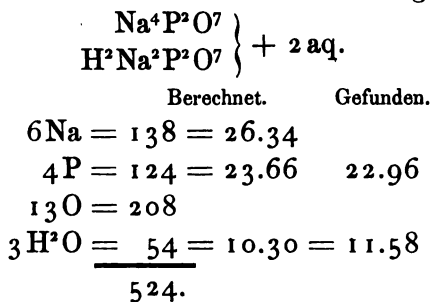 Na⁴P²O⁷
H²Na²P²O⁷ } + 2 aq.
Berechnet. Gefunden.
6Na = 138 = 26.34
4P = 124 = 23.66 22.96
13O = 208
3H²O = 54 = 10.30 = 11.58
524.